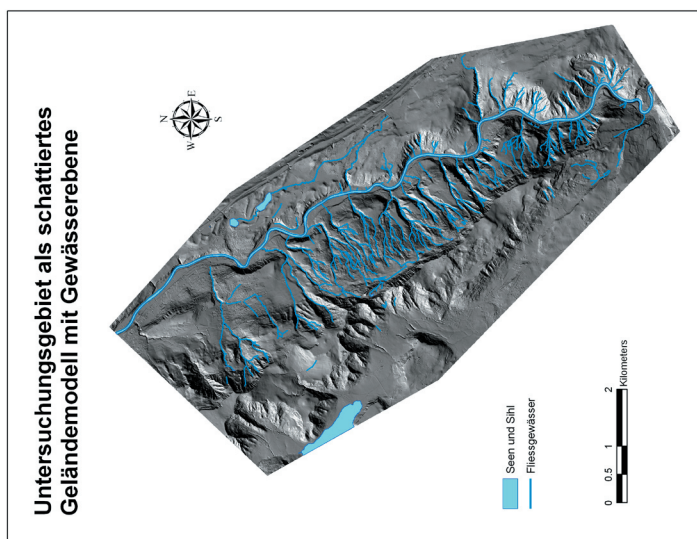 Untersuchungsgebiet als schattiertes
Geländemodell mit Gewässerebene
N
E
S
W
Seen und Sihl
Fliessgewässer
0 0.5 1 2
Kilometers